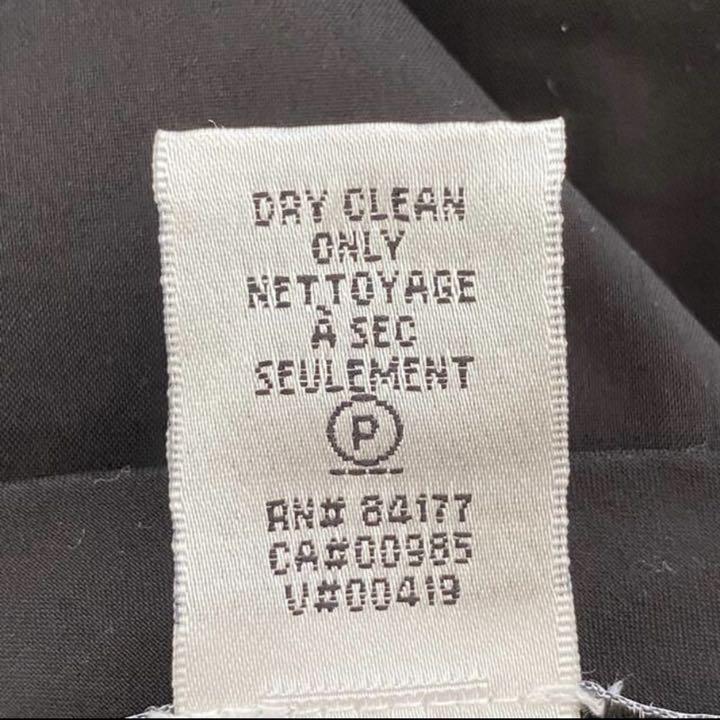 DRY CLEAN
ONLY
NETTOYAGE
À SEC
SEULEMENT
P
RN# 84177
CA#00985
V#00419